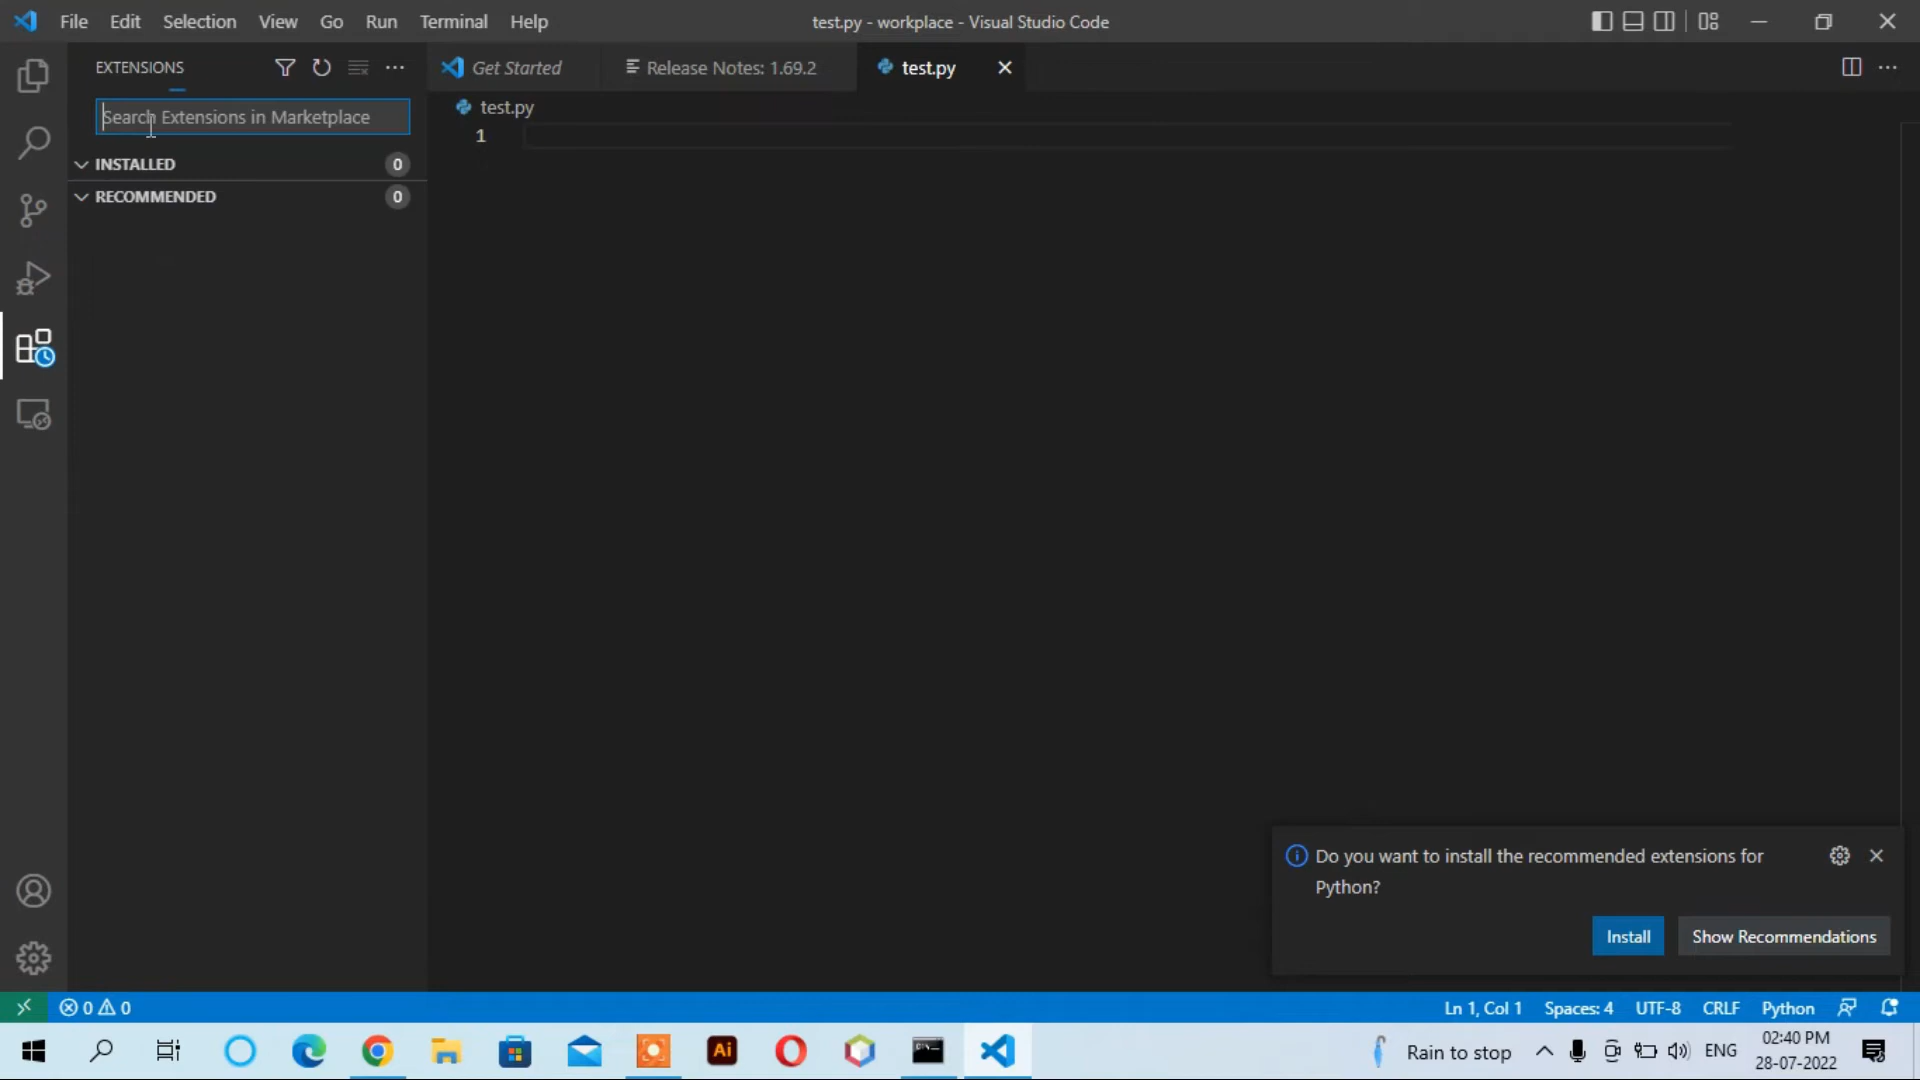 File Edit Selection View Go Run Terminal Help
test.py - workplace - Visual Studio Code
EXTENSIONS
Get Started
Release Notes: 1.69.2
test.py
Search Extensions in Marketplace
test.py
1
INSTALLED 0
RECOMMENDED 0
Do you want to install the recommended extensions for
Python?
Install
Show Recommendations
0 0
Ln 1, Col 1 Spaces: 4 UTF-8 CRLF Python
Ai
Rain to stop
ENG
02:40 PM
28-07-2022